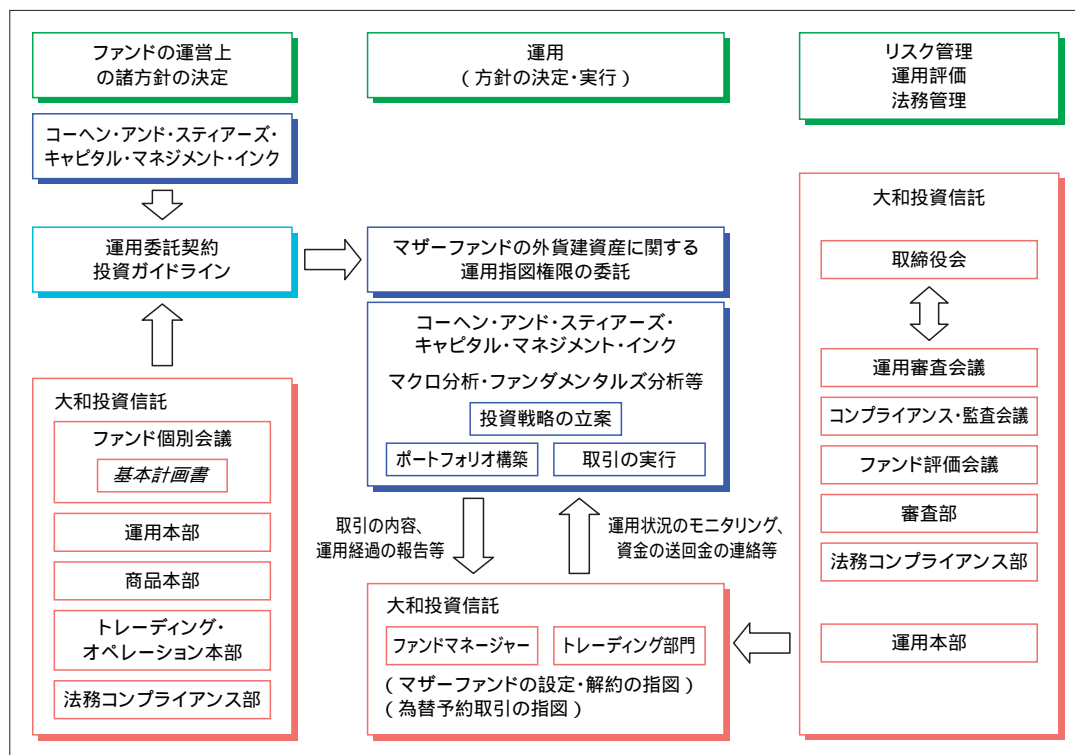 ファンドの運営上
の諸方針の決定
コーヘン・アンド・スティアーズ・
キャピタル・マネジメント・インク
運用委託契約
投資ガイドライン
大和投資信託
ファンド個別会議
基本計画書
運用本部
商品本部
トレーディング・
オペレーション本部
法務コンプライアンス部
運用
(方針の決定・実行)
マザーファンドの外貨建資産に関する
運用指図権限の委託
コーヘン・アンド・スティアーズ・
キャピタル・マネジメント・インク
マクロ分析・ファンダメンタルズ分析等
投資戦略の立案
ポートフォリオ構築
取引の実行
取引の内容、
運用経過の報告等
運用状況のモニタリング、
資金の送回金の連絡等
大和投資信託
ファンドマネージャー
トレーディング部門
(マザーファンドの設定・解約の指図)
(為替予約取引の指図)
リスク管理
運用評価
法務管理
大和投資信託
取締役会
運用審査会議
コンプライアンス・監査会議
ファンド評価会議
審査部
法務コンプライアンス部
運用本部